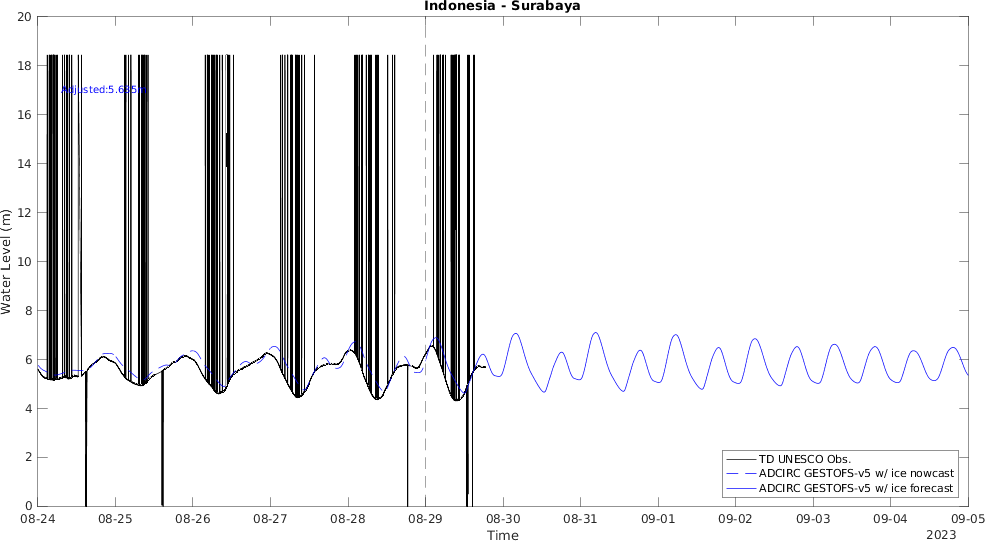 Indonesia - Surabaya
20
18
16
14
12
10
8
6
4
2
0
Water Level (m)
TD UNESCO Obs.
ADCIRC GESTOFS-v5 w/ ice nowcast
ADCIRC GESTOFS-v5 w/ ice forecast
08-24 08-25 08-26 08-27 08-28 08-29 08-30 08-31 09-01 09-02 09-03 09-04 09-05
Time
2023